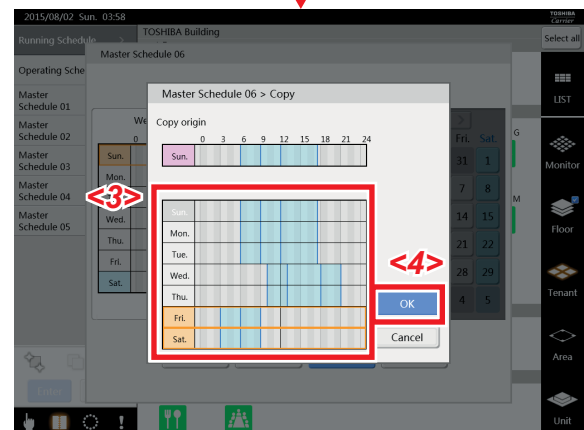 2015/08/02 Sun. 03:58
TOSHIBA
Carrier
Running Schedule >
TOSHIBA Building
Select all
Master Schedule 06
Operating Sche
Master Schedule 06 > Copy
LIST
Master
Schedule 01
We
Copy origin
Master
Schedule 02
0
0 3 6 9 12 15 18 21 24
Fri. Sat.
G
Master
Schedule 03
Sun.
Sun.
31 1
Monitor
Master
Schedule 04
Mon.
<3>
7 8
M
Master
Schedule 05
Wed.
Sun.
14 15
Floor
Thu.
Mon.
21 22
Fri.
Tue.
<4>
28 29
Sat.
Wed.
Tenant
Thu.
OK
4 5
Fri.
Sat.
Cancel
Area
Enter
Unit